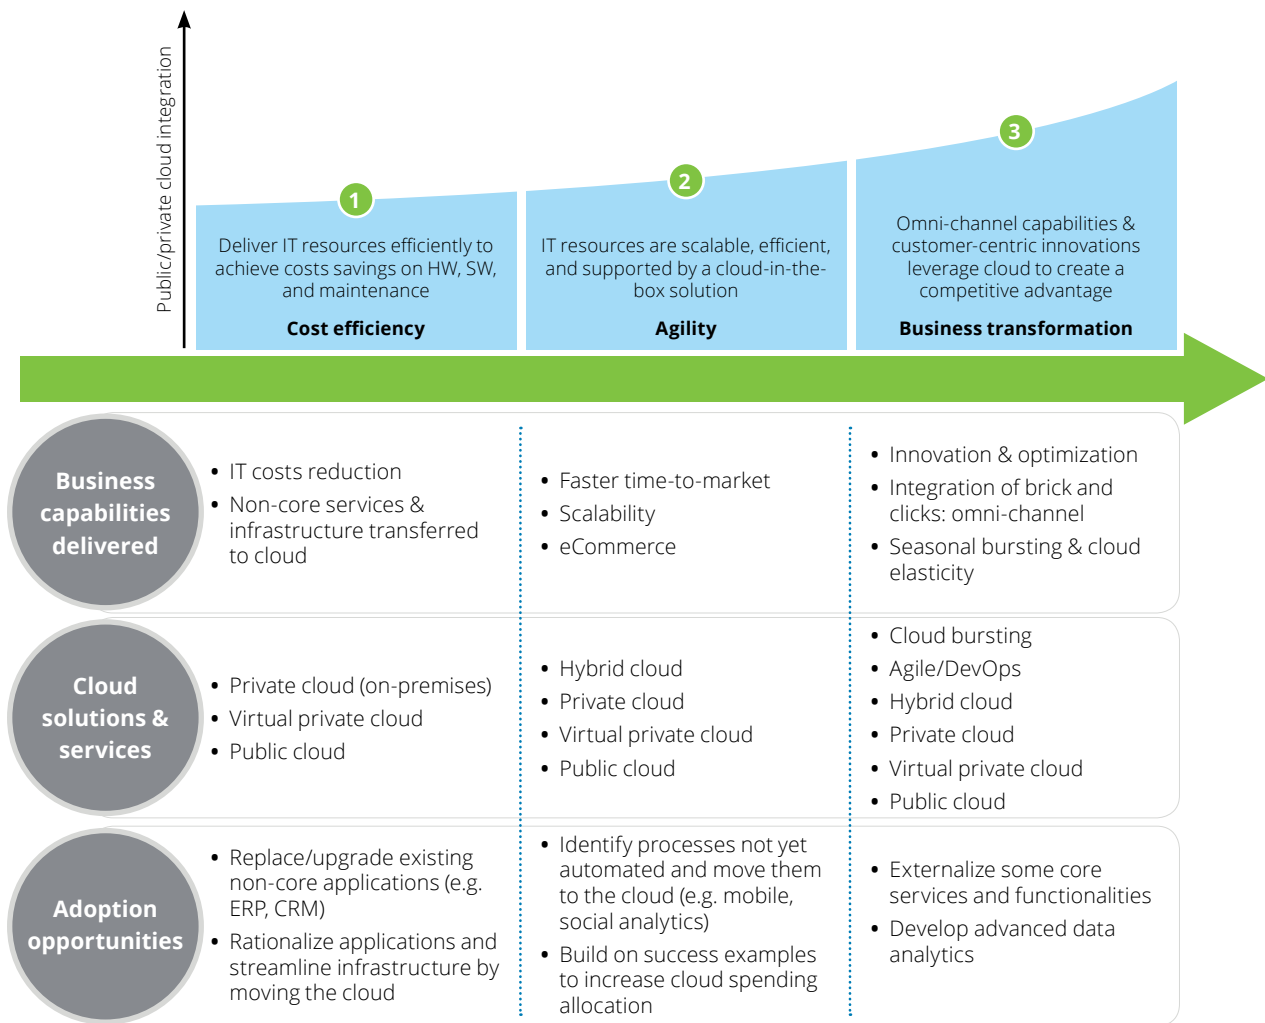 Public/private cloud integration
1
Deliver IT resources efficiently to
achieve costs savings on HW, SW,
and maintenance
Cost efficiency
2
IT resources are scalable, efficient,
and supported by a cloud-in-the-
box solution
Agility
3
Omni-channel capabilities &
customer-centric innovations
leverage cloud to create a
competitive advantage
Business transformation
Business
capabilities
delivered
• IT costs reduction
• Non-core services &
infrastructure transferred
to cloud
• Faster time-to-market
• Scalability
• eCommerce
• Innovation & optimization
• Integration of brick and
clicks: omni-channel
• Seasonal bursting & cloud
elasticity
Cloud
solutions &
services
• Private cloud (on-premises)
• Virtual private cloud
• Public cloud
• Hybrid cloud
• Private cloud
• Virtual private cloud
• Public cloud
• Cloud bursting
• Agile/DevOps
• Hybrid cloud
• Private cloud
• Virtual private cloud
• Public cloud
Adoption
opportunities
• Replace/upgrade existing
non-core applications (e.g.
ERP, CRM)
• Rationalize applications and
streamline infrastructure by
moving the cloud
• Identify processes not yet
automated and move them
to the cloud (e.g. mobile,
social analytics)
• Build on success examples
to increase cloud spending
allocation
• Externalize some core
services and functionalities
• Develop advanced data
analytics